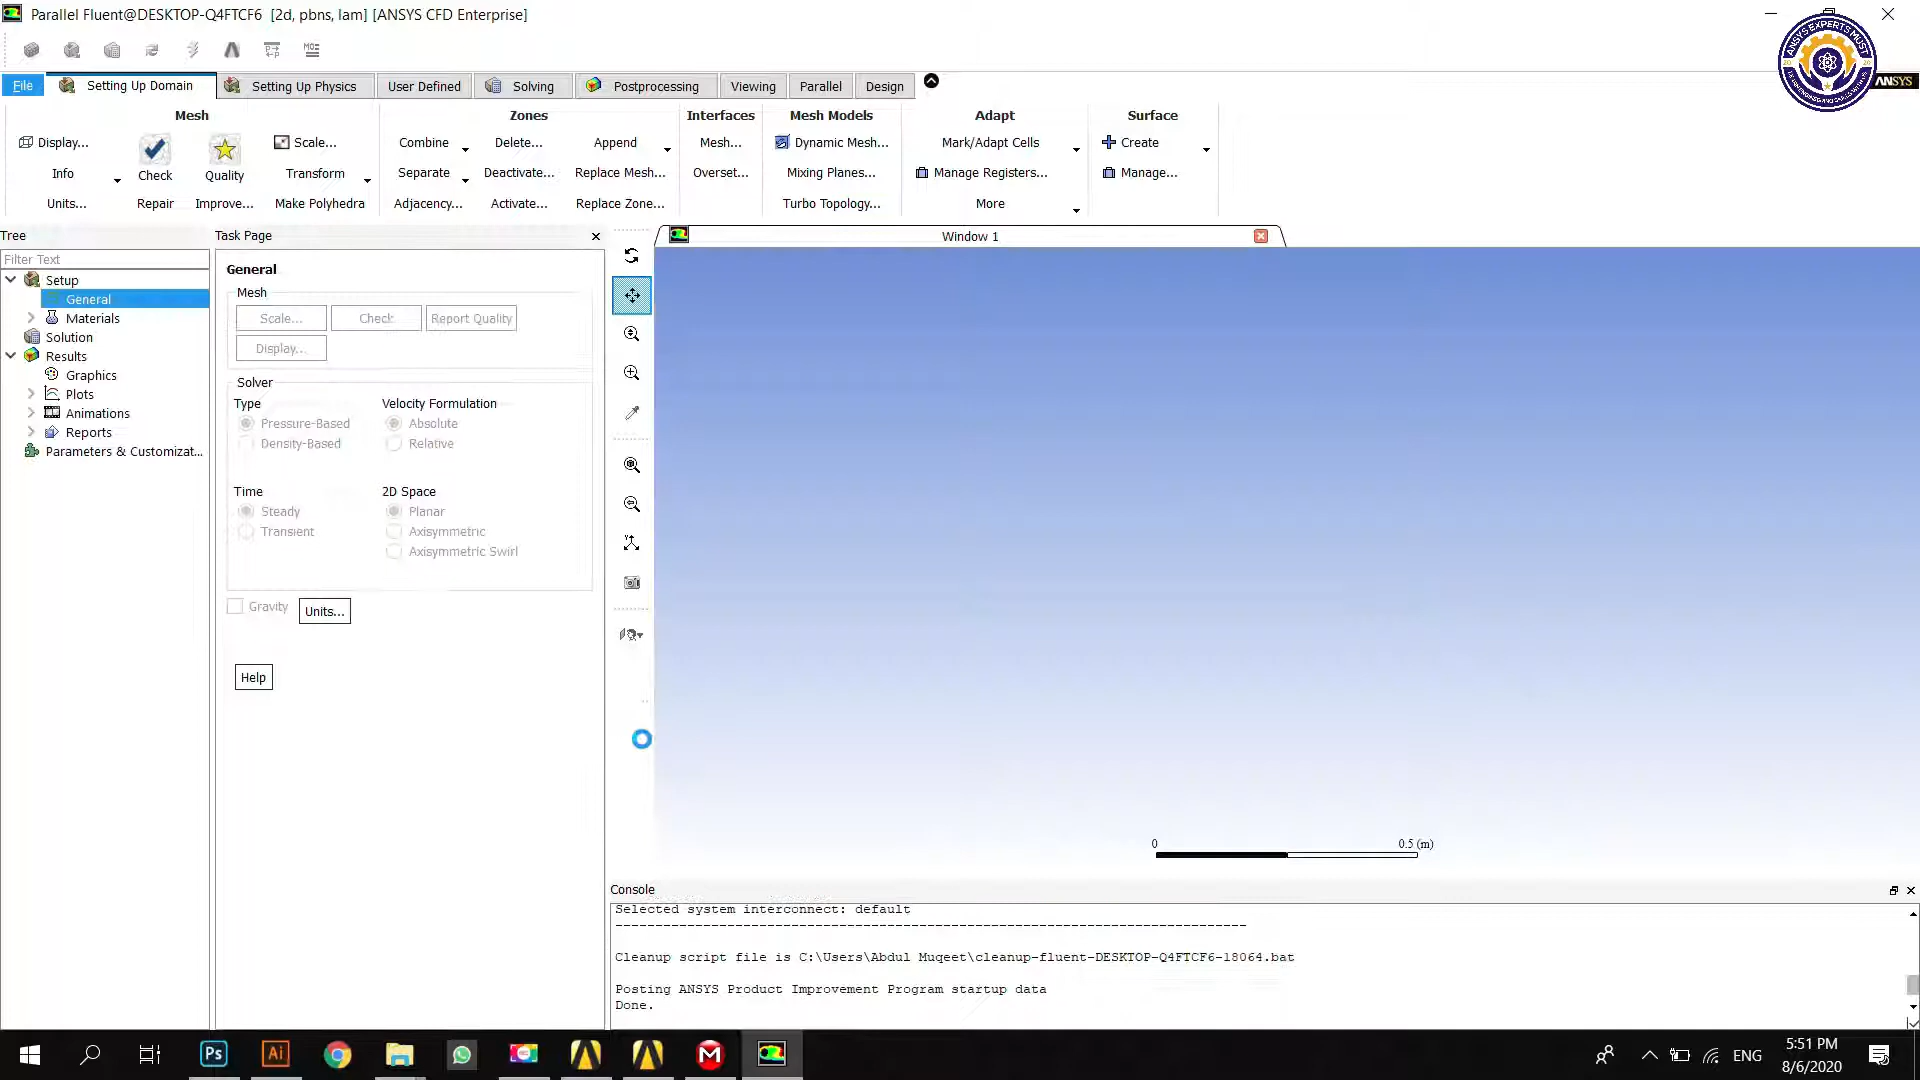 Parallel Fluent@DESKTOP-Q4FTCF6 [2d, pbns, lam] [ANSYS CFD Enterprise]
ANSYS EXPERTS MUST
ANSYS
File Setting Up Domain Setting Up Physics User Defined Solving Postprocessing Viewing Parallel Design
Mesh Zones Interfaces Mesh Models Adapt Surface
Display... Scale... Combine Delete... Append Mesh... Dynamic Mesh... Mark/Adapt Cells Create
Info Check Quality Transform Separate Deactivate... Replace Mesh... Overset... Mixing Planes... Manage Registers... Manage...
Units... Repair Improve... Make Polyhedra Adjacency... Activate... Replace Zone... Turbo Topology... More
Tree
Filter Text
Setup
General
Materials
Solution
Results
Graphics
Plots
Animations
Reports
Parameters & Customizat...
Task Page
General
Mesh
Scale... Check Report Quality
Display...
Solver
Type Velocity Formulation
Pressure-Based Absolute
Density-Based Relative
Time 2D Space
Steady Planar
Transient Axisymmetric
Axisymmetric Swirl
Gravity Units...
Help
Window 1
0 0.5 (m)
Console
Selected system interconnect: default
-------------------------------------------------------------------------------
Cleanup script file is C:\Users\Abdul Muqeet\cleanup-fluent-DESKTOP-Q4FTCF6-18064.bat
Posting ANSYS Product Improvement Program startup data
Done.
Ps Ai ENG
5:51 PM
8/6/2020